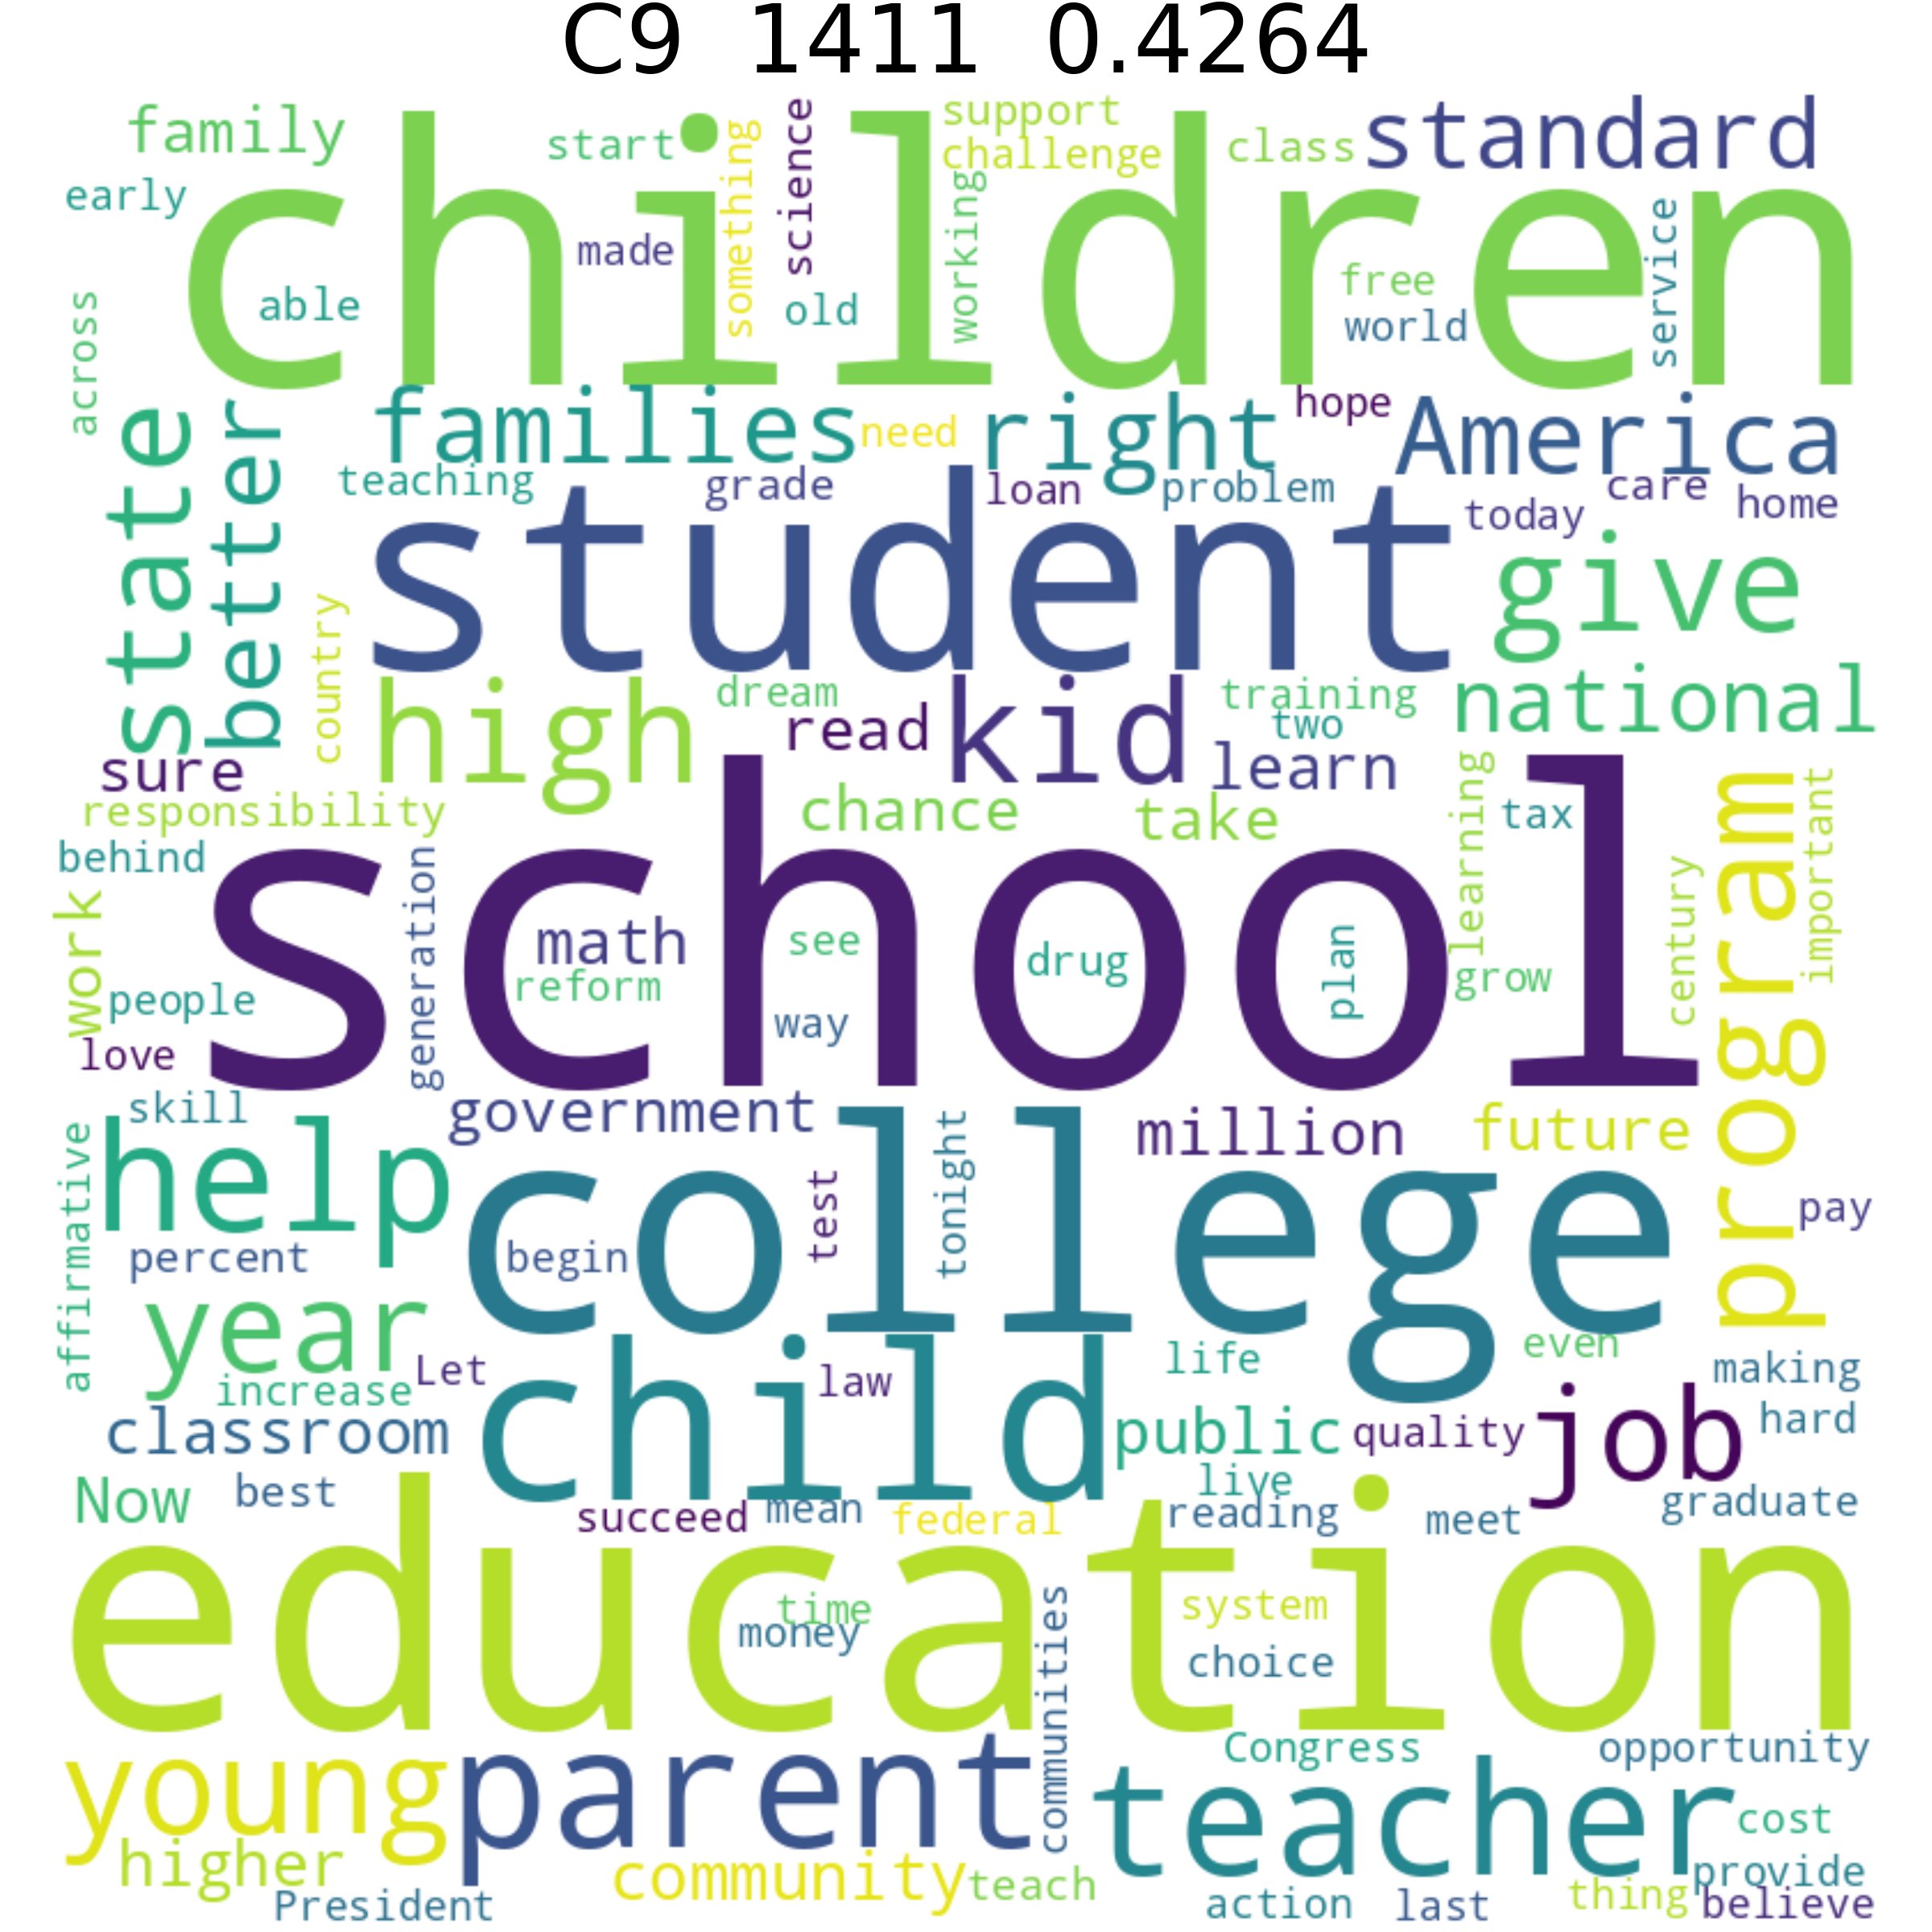 C9 1411 0.4264
family
start
something
science
support
challenge
class
standard
early
children
made
able
old
working
free
world
service
across
state
better
families
need
right
hope
America
teaching
grade
loan
problem
care
home
today
student
give
country
high
dream
read
kid
training
two
learn
national
sure
responsibility
chance
take
learning
tax
program
important
behind
work
school
generation
math
reform
see
way
drug
plan
grow
century
people
love
skill
government
million
future
affirmative
help
college
test
tonight
begin
percent
pay
year
Let
increase
child
law
life
even
making
classroom
public
quality
job
hard
Now
best
succeed
mean
federal
live
reading
meet
graduate
education
time
money
communities
system
choice
young
parent
teacher
Congress
opportunity
cost
higher
community
teach
provide
President
action
last
thing
believe